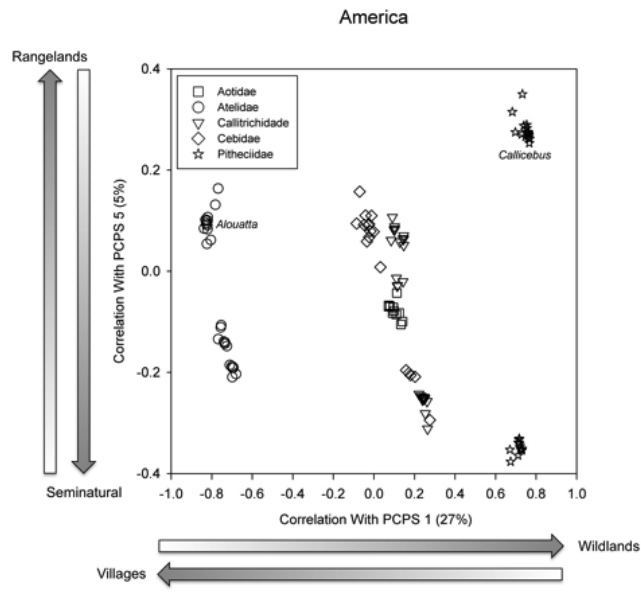 America
Rangelands
Seminatural
Correlation With PCPS 5 (5%)
0.4
0.2
0.0
-0.2
-0.4
Aotidae
Atelidae
Callitrichidade
Cebidae
Pitheciidae
Callicebus
Alouatta
-1.0 -0.8 -0.6 -0.4 -0.2 0.0 0.2 0.4 0.6 0.8 1.0
Correlation With PCPS 1 (27%)
Wildlands
Villages